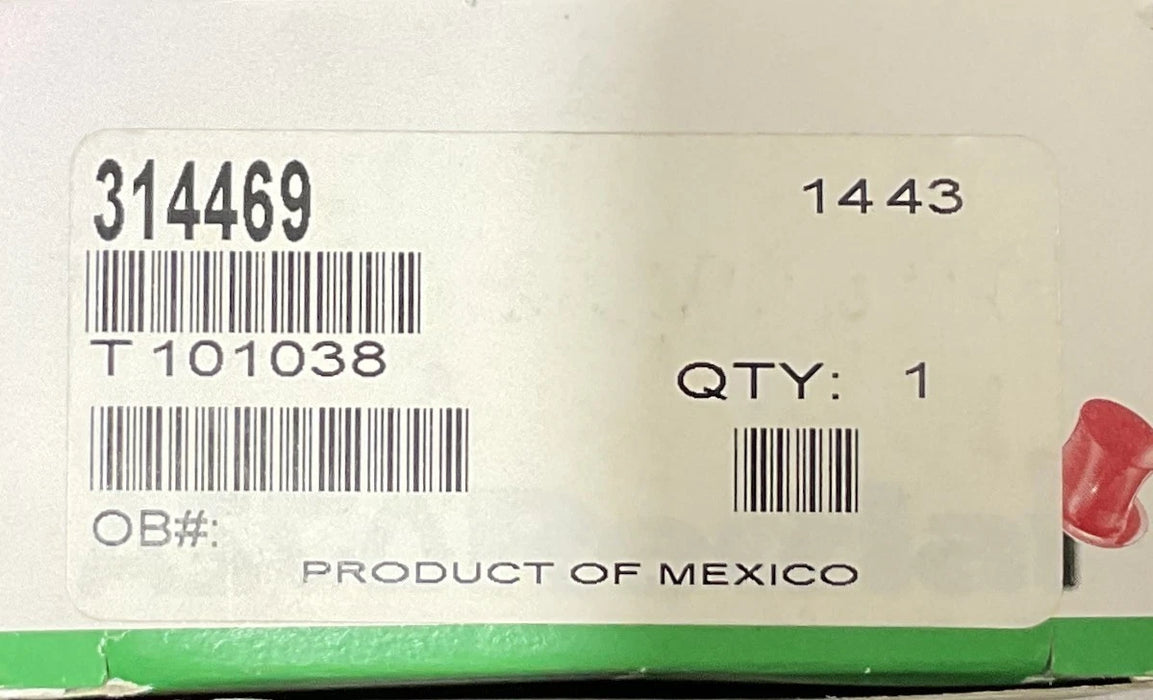 314469
1443
T 101038
QTY: 1
OB#:
PRODUCT OF MEXICO